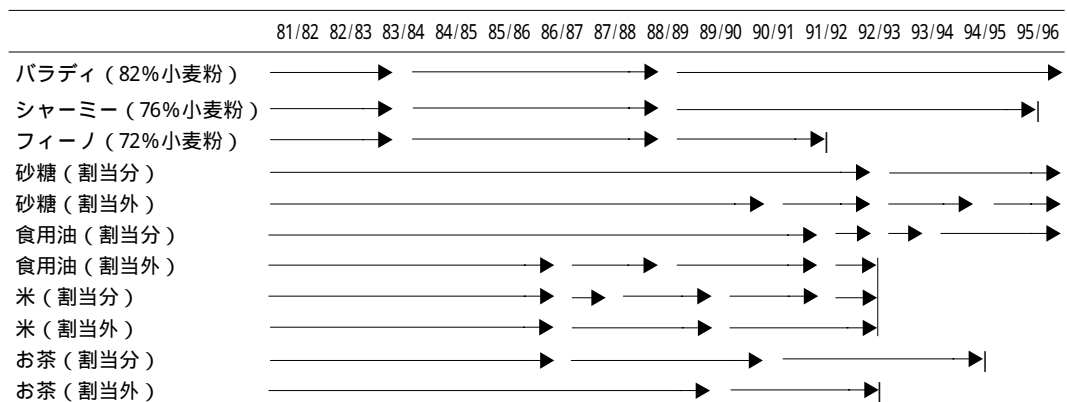 81/82 82/83 83/84 84/85 85/86 86/87 87/88 88/89 89/90 90/91 91/92 92/93 93/94 94/95 95/96
バラディ（82%小麦粉）
シャーミー（76%小麦粉）
フィーノ（72%小麦粉）
砂糖（割当分）
砂糖（割当外）
食用油（割当分）
食用油（割当外）
米（割当分）
米（割当外）
お茶（割当分）
お茶（割当外）